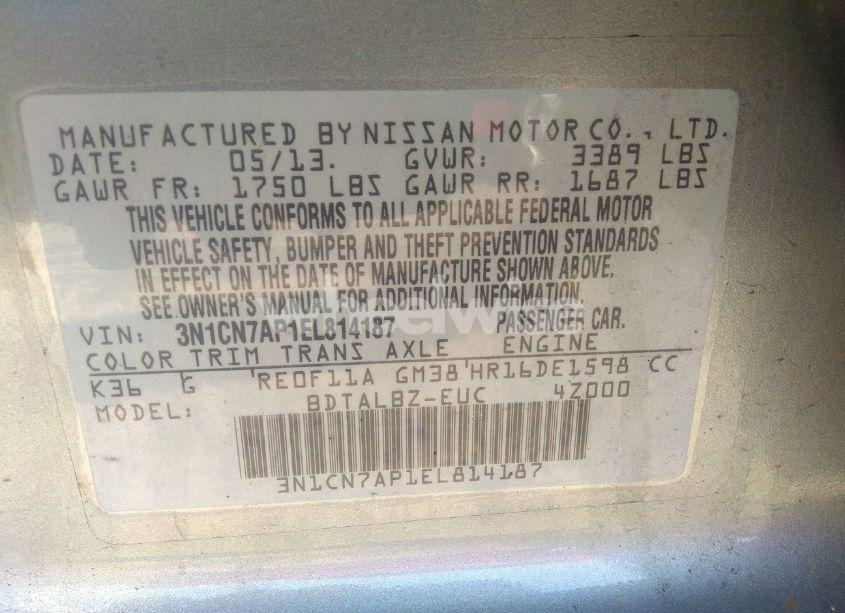 MANUFACTURED BY NISSAN MOTOR CO., LTD.
DATE: 05/13. GVWR: 3389 LBS
GAWR FR: 1750 LBS GAWR RR: 1687 LBS
THIS VEHICLE CONFORMS TO ALL APPLICABLE FEDERAL MOTOR
VEHICLE SAFETY, BUMPER AND THEFT PREVENTION STANDARDS
IN EFFECT ON THE DATE OF MANUFACTURE SHOWN ABOVE.
SEE OWNER'S MANUAL FOR ADDITIONAL INFORMATION.
VIN: 3N1CN7AP1EL814187 PASSENGER CAR.
COLOR TRIM TRANS AXLE ENGINE
K36 G 'RE0F11A GM38'HR16DE1598 CC
MODEL: BDTALBZ-EUC 4Z000
3N1CN7AP1EL814187